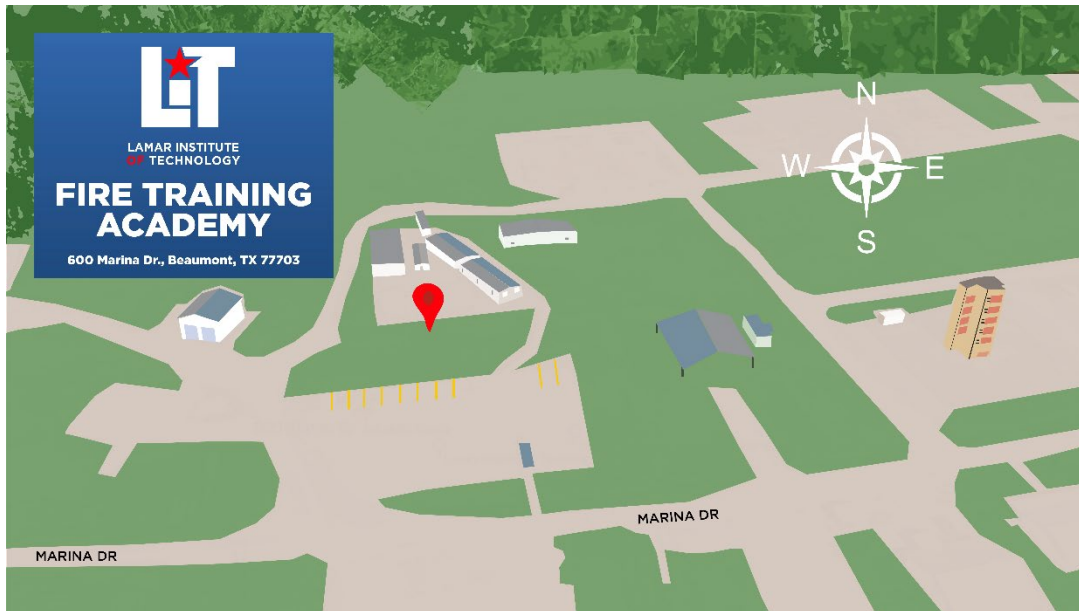 LiT
LAMAR INSTITUTE
OF TECHNOLOGY
FIRE TRAINING
ACADEMY
600 Marina Dr., Beaumont, TX 77703
N
W E
S
MARINA DR
MARINA DR